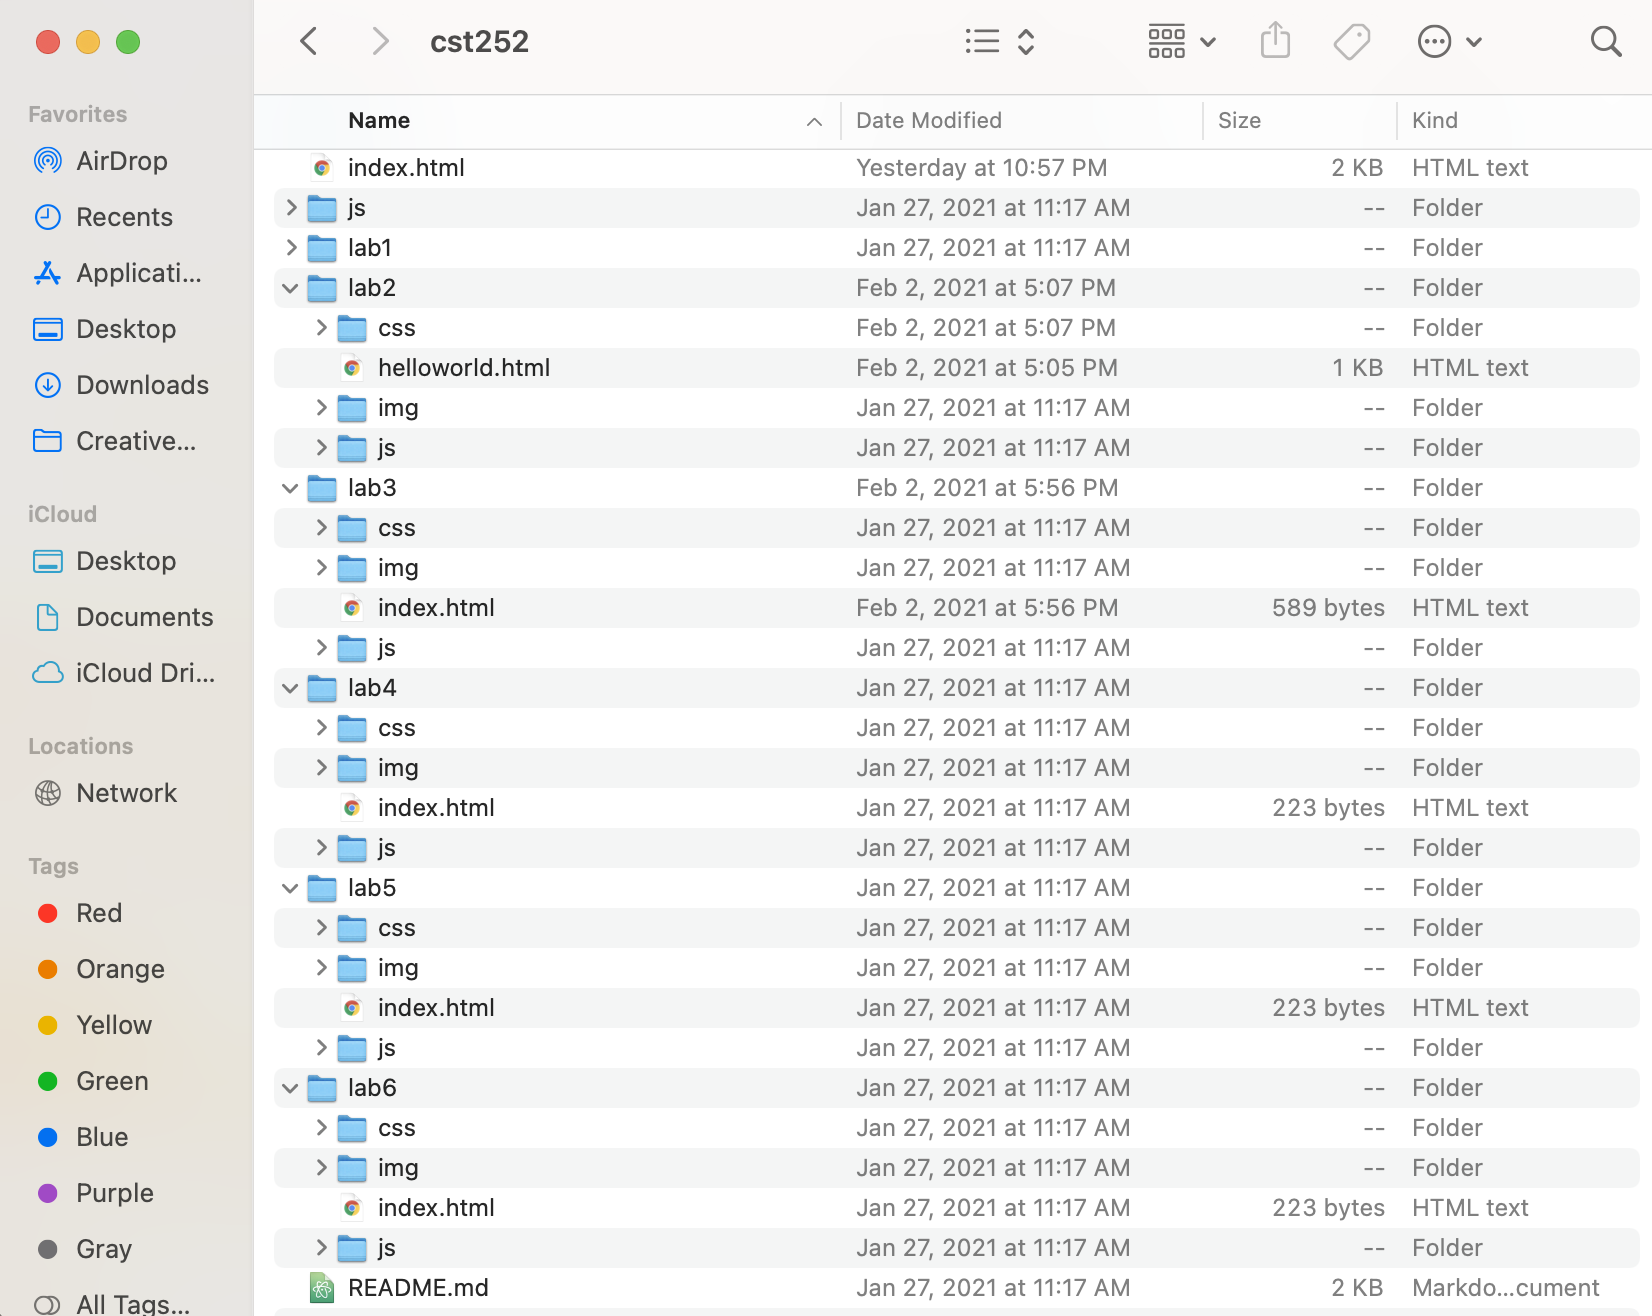 cst252
Favorites
AirDrop
Recents
Applicati...
Desktop
Downloads
Creative...
iCloud
Desktop
Documents
iCloud Dri...
Locations
Network
Tags
Red
Orange
Yellow
Green
Blue
Purple
Gray
All Tags...
Name Date Modified Size Kind
index.html Yesterday at 10:57 PM 2 KB HTML text
js Jan 27, 2021 at 11:17 AM -- Folder
lab1 Jan 27, 2021 at 11:17 AM -- Folder
lab2 Feb 2, 2021 at 5:07 PM -- Folder
css Feb 2, 2021 at 5:07 PM -- Folder
helloworld.html Feb 2, 2021 at 5:05 PM 1 KB HTML text
img Jan 27, 2021 at 11:17 AM -- Folder
js Jan 27, 2021 at 11:17 AM -- Folder
lab3 Feb 2, 2021 at 5:56 PM -- Folder
css Jan 27, 2021 at 11:17 AM -- Folder
img Jan 27, 2021 at 11:17 AM -- Folder
index.html Feb 2, 2021 at 5:56 PM 589 bytes HTML text
js Jan 27, 2021 at 11:17 AM -- Folder
lab4 Jan 27, 2021 at 11:17 AM -- Folder
css Jan 27, 2021 at 11:17 AM -- Folder
img Jan 27, 2021 at 11:17 AM -- Folder
index.html Jan 27, 2021 at 11:17 AM 223 bytes HTML text
js Jan 27, 2021 at 11:17 AM -- Folder
lab5 Jan 27, 2021 at 11:17 AM -- Folder
css Jan 27, 2021 at 11:17 AM -- Folder
img Jan 27, 2021 at 11:17 AM -- Folder
index.html Jan 27, 2021 at 11:17 AM 223 bytes HTML text
js Jan 27, 2021 at 11:17 AM -- Folder
lab6 Jan 27, 2021 at 11:17 AM -- Folder
css Jan 27, 2021 at 11:17 AM -- Folder
img Jan 27, 2021 at 11:17 AM -- Folder
index.html Jan 27, 2021 at 11:17 AM 223 bytes HTML text
js Jan 27, 2021 at 11:17 AM -- Folder
README.md Jan 27, 2021 at 11:17 AM 2 KB Markdo...cument